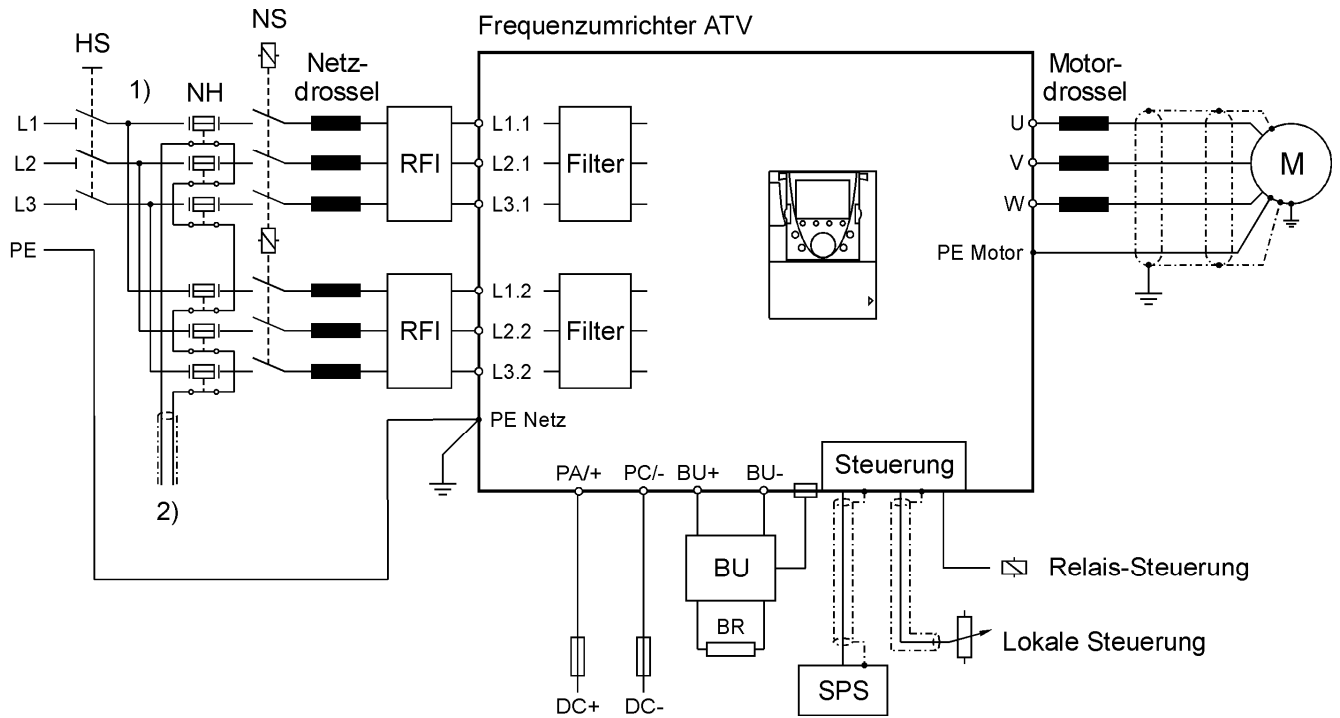 Frequenzumrichter ATV
HS
NS
1)
NH
Netz-
drossel
Motor-
drossel
L1
L2
L3
PE
RFI
L1.1
L2.1
L3.1
Filter
U
V
W
PE Motor
M
RFI
L1.2
L2.2
L3.2
Filter
PE Netz
2)
PA/+
PC/-
BU+
BU-
Steuerung
BU
BR
Relais-Steuerung
Lokale Steuerung
SPS
DC+
DC-